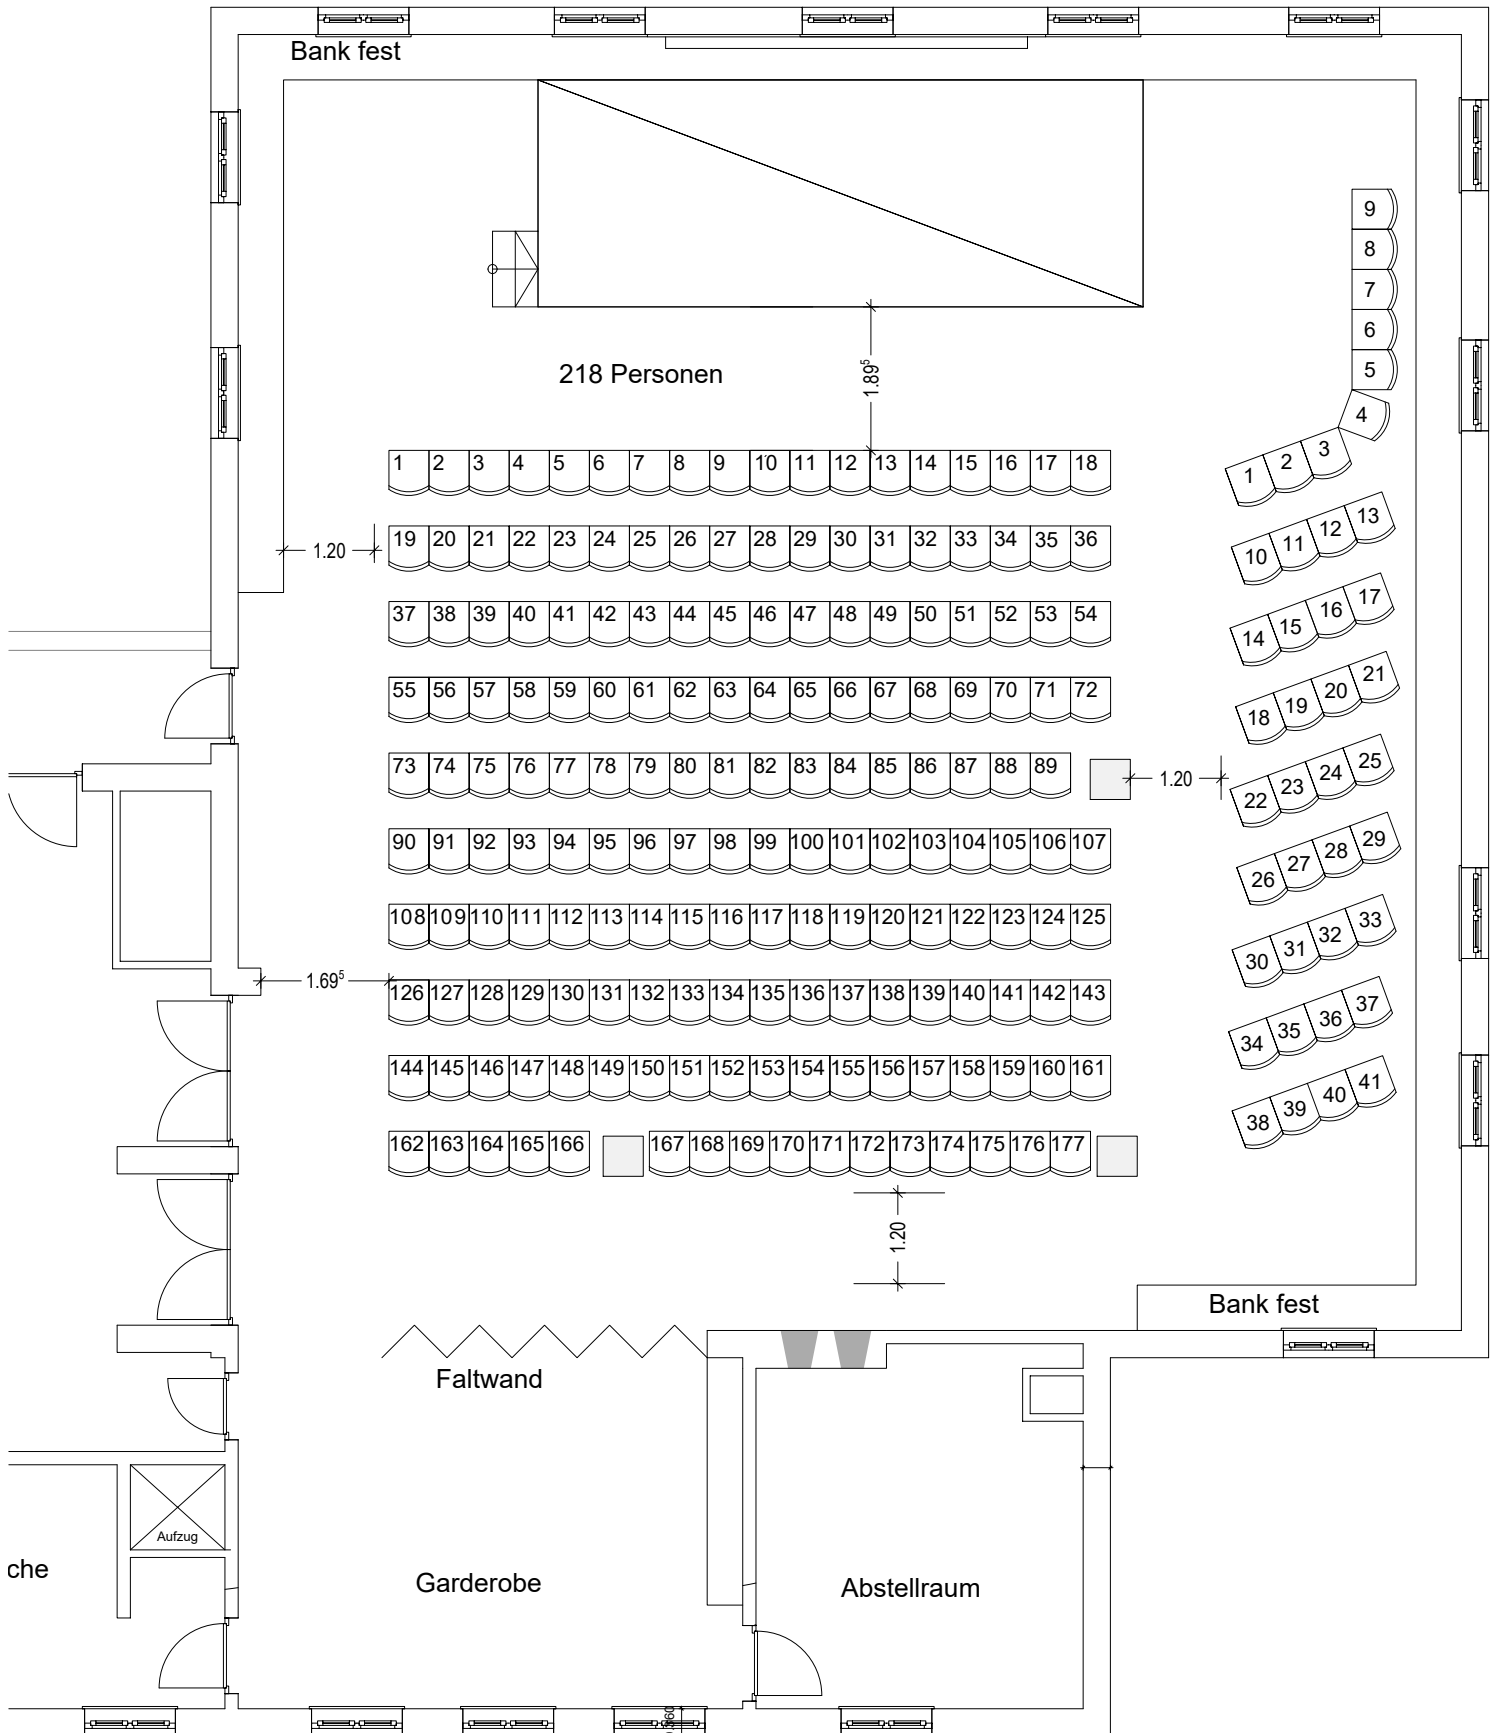 Bank fest
9
8
7
6
5
4
218 Personen
1.89⁵
1 2 3 4 5 6 7 8 9 10 11 12 13 14 15 16 17 18
1 2 3
19 20 21 22 23 24 25 26 27 28 29 30 31 32 33 34 35 36
1.20
10 11 12 13
37 38 39 40 41 42 43 44 45 46 47 48 49 50 51 52 53 54
14 15 16 17
55 56 57 58 59 60 61 62 63 64 65 66 67 68 69 70 71 72
18 19 20 21
73 74 75 76 77 78 79 80 81 82 83 84 85 86 87 88 89
1.20
22 23 24 25
90 91 92 93 94 95 96 97 98 99 100 101 102 103 104 105 106 107
26 27 28 29
108 109 110 111 112 113 114 115 116 117 118 119 120 121 122 123 124 125
30 31 32 33
1.69⁵
126 127 128 129 130 131 132 133 134 135 136 137 138 139 140 141 142 143
34 35 36 37
144 145 146 147 148 149 150 151 152 153 154 155 156 157 158 159 160 161
38 39 40 41
162 163 164 165 166 167 168 169 170 171 172 173 174 175 176 177
1.20
Bank fest
Faltwand
Aufzug
che
Garderobe
Abstellraum